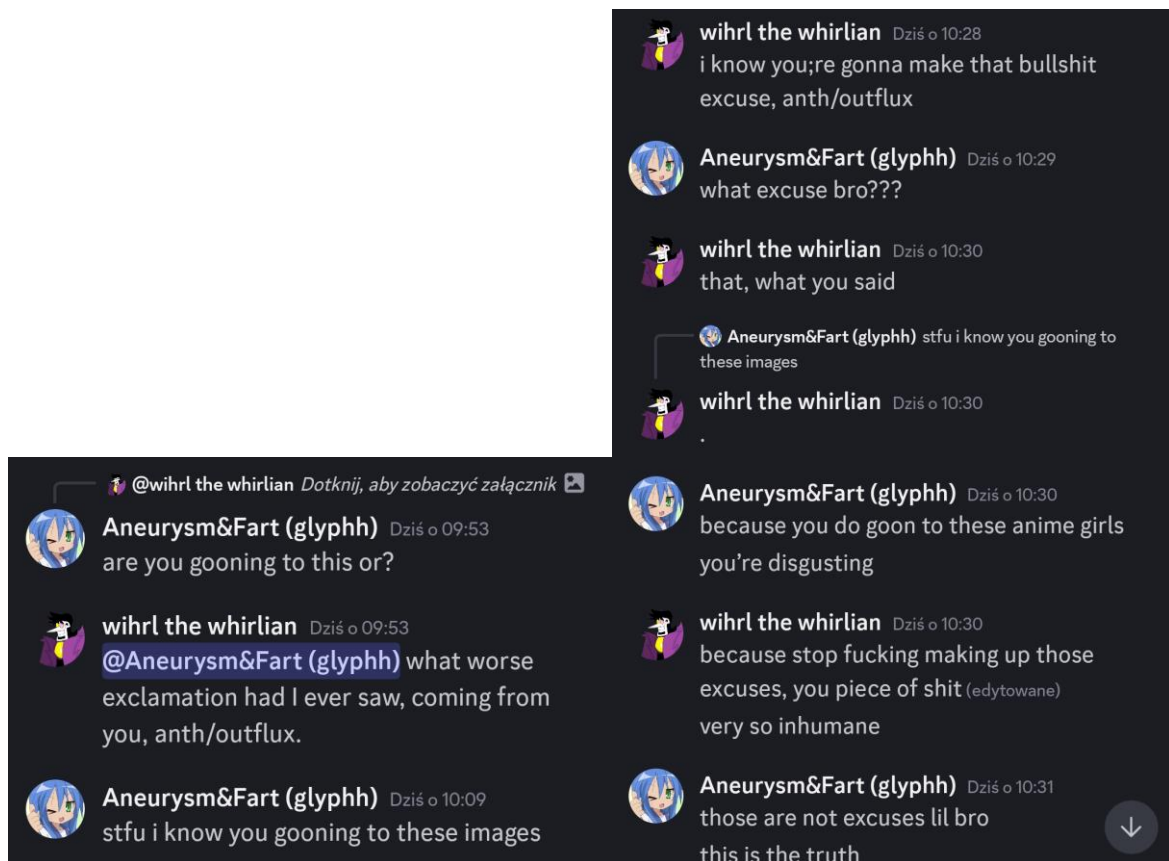 @wihrl the whirlian Dotknij, aby zobaczyć załącznik
Aneurysm&Fart (glyphh) Dziś o 09:53
are you gooning to this or?
wihrl the whirlian Dziś o 09:53
@Aneurysm&Fart (glyphh) what worse
exclamation had I ever saw, coming from
you, anth/outflux.
Aneurysm&Fart (glyphh) Dziś o 10:09
stfu i know you gooning to these images
wihrl the whirlian Dziś o 10:28
i know you;re gonna make that bullshit
excuse, anth/outflux
Aneurysm&Fart (glyphh) Dziś o 10:29
what excuse bro???
wihrl the whirlian Dziś o 10:30
that, what you said
Aneurysm&Fart (glyphh) stfu i know you gooning to
these images
wihrl the whirlian Dziś o 10:30
.
Aneurysm&Fart (glyphh) Dziś o 10:30
because you do goon to these anime girls
you’re disgusting
wihrl the whirlian Dziś o 10:30
because stop fucking making up those
excuses, you piece of shit (edytowane)
very so inhumane
Aneurysm&Fart (glyphh) Dziś o 10:31
those are not excuses lil bro
this is the truth